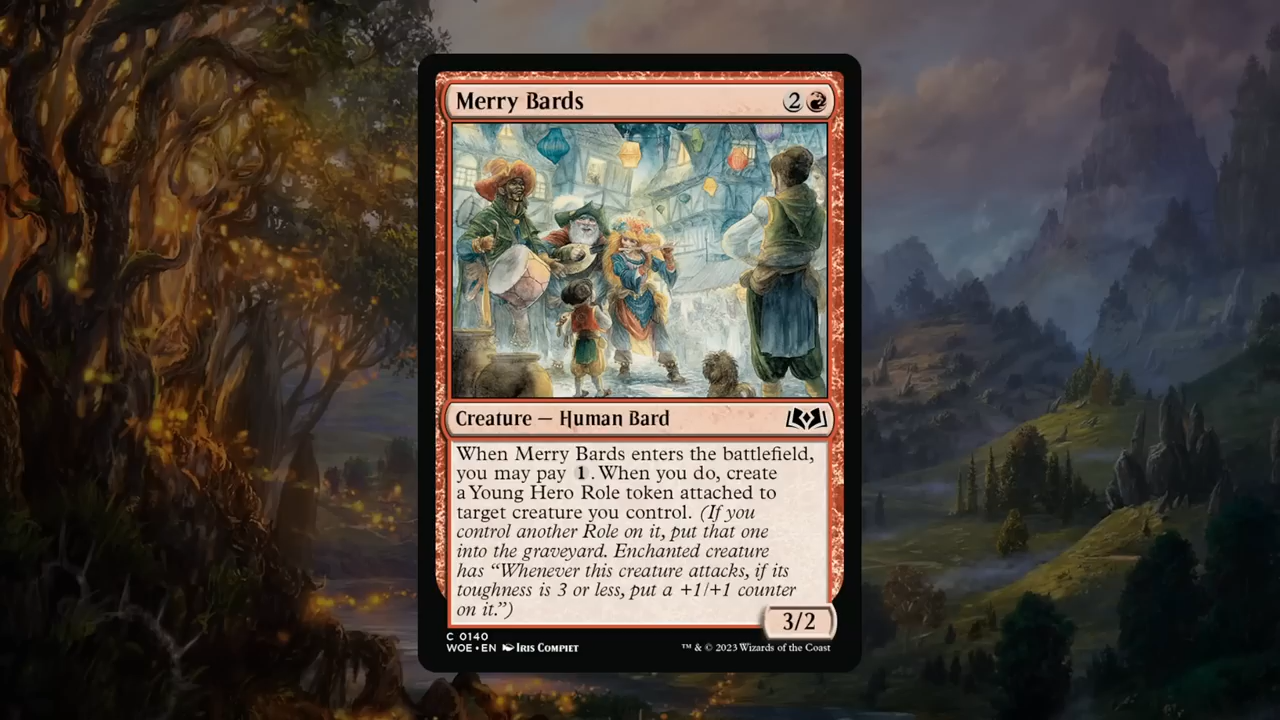 Merry Bards 2
Creature — Human Bard
When Merry Bards enters the battlefield,
you may pay 1. When you do, create
a Young Hero Role token attached to
target creature you control. (If you
control another Role on it, put that one
into the graveyard. Enchanted creature
has “Whenever this creature attacks, if its
toughness is 3 or less, put a +1/+1 counter
on it.”)
3/2
C 0140
WOE • EN Iris Compiet
™ & © 2023 Wizards of the Coast